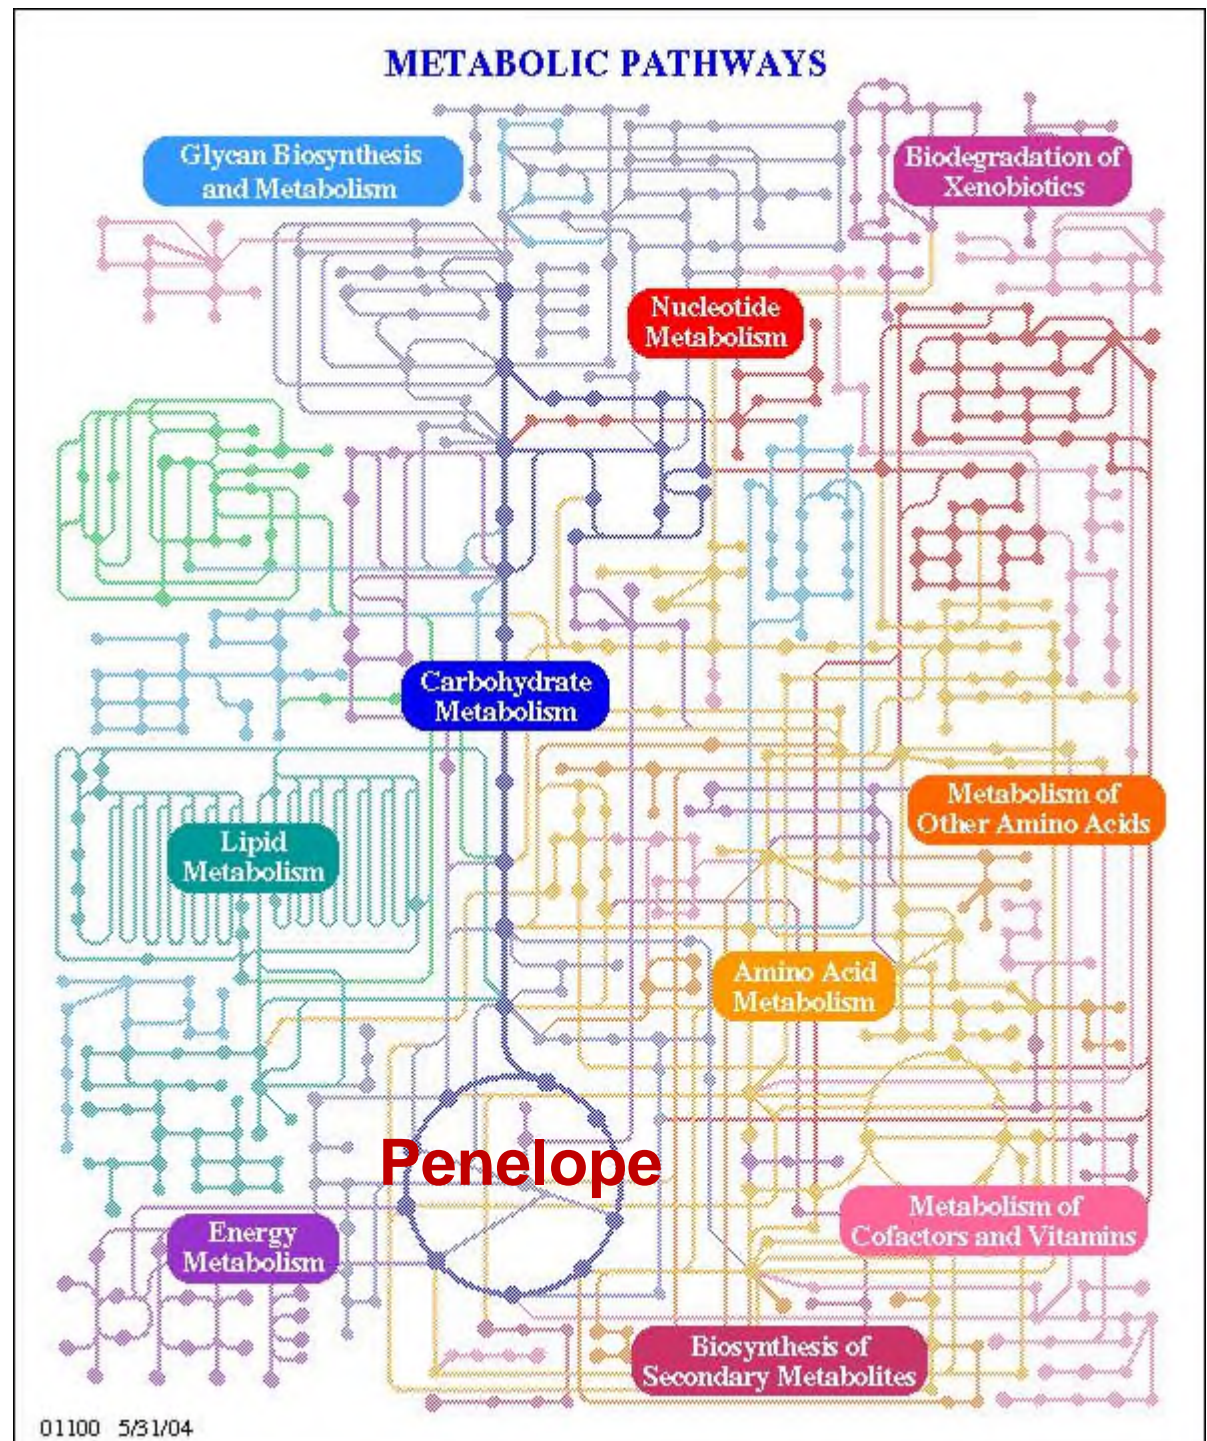 METABOLIC PATHWAYS
Glycan Biosynthesis
and Metabolism
Biodegradation of
Xenobiotics
Nucleotide
Metabolism
Carbohydrate
Metabolism
Metabolism of
Other Amino Acids
Lipid
Metabolism
Amino Acid
Metabolism
Penelope
Metabolism of
Cofactors and Vitamins
Energy
Metabolism
Biosynthesis of
Secondary Metabolites
01100 5/31/04